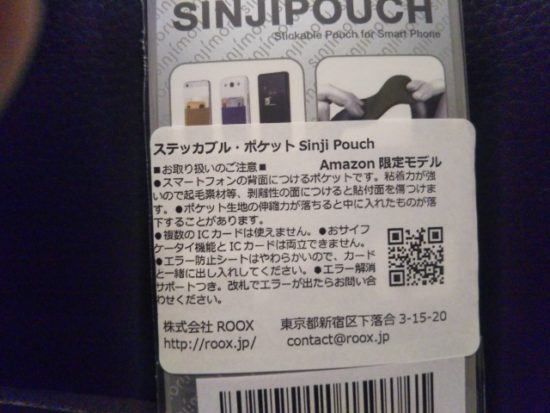 SINJIPOUCH
Stickable Pouch for Smart Phone
ステッカブル・ポケット Sinji Pouch
■お取り扱いのご注意■ Amazon 限定モデル
●スマートフォンの背面につけるポケットです。粘着力が強
いので起毛素材等、剥離性の面につけると貼付面を傷つけま
す。●ポケット生地の伸縮力が落ちると中に入れたものが落
下することがあります。
●複数の IC カードは使えません。●おサイフ
ケータイ機能と IC カードは両立できません。
●エラー防止シートはやわらかいので、カード
と一緒に出し入れしてください。●エラー解消
サポートつき。改札でエラーが出たらお問い合
わせください。
株式会社 ROOX 東京都新宿区下落合 3-15-20
http://roox.jp/ contact@roox.jp